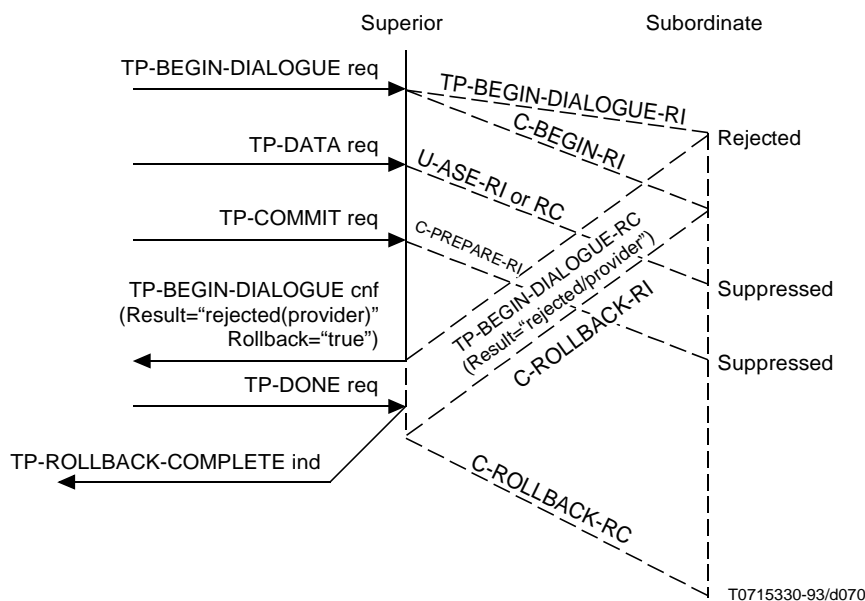 Superior
Subordinate
TP-BEGIN-DIALOGUE req
TP-BEGIN-DIALOGUE-RI
C-BEGIN-RI
Rejected
TP-DATA req
U-ASE-RI or RC
TP-COMMIT req
C-PREPARE-RI
TP-BEGIN-DIALOGUE-RC
(Result=“rejected/provider”)
TP-BEGIN-DIALOGUE cnf
(Result=“rejected(provider)”
Rollback=“true”)
Suppressed
C-ROLLBACK-RI
Suppressed
TP-DONE req
TP-ROLLBACK-COMPLETE ind
C-ROLLBACK-RC
T0715330-93/d070